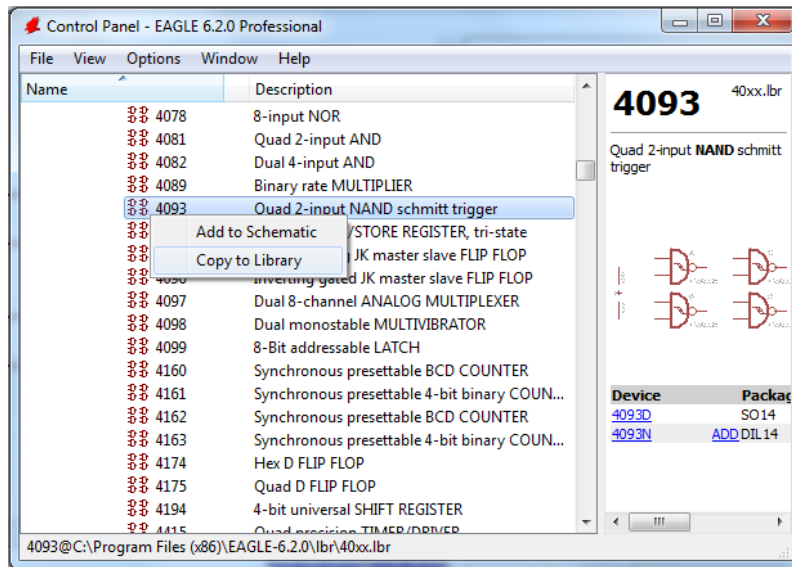 Control Panel - EAGLE 6.2.0 Professional
File View Options Window Help
Name Description
4078 8-input NOR
4081 Quad 2-input AND
4082 Dual 4-input AND
4089 Binary rate MULTIPLIER
4093 Quad 2-input NAND schmitt trigger
/STORE REGISTER, tri-state
Add to Schematic
JK master slave FLIP FLOP
Copy to Library
Inverting gated JK master slave FLIP FLOP
4097 Dual 8-channel ANALOG MULTIPLEXER
4098 Dual monostable MULTIVIBRATOR
4099 8-Bit addressable LATCH
4160 Synchronous presettable BCD COUNTER
4161 Synchronous presettable 4-bit binary COUN...
4162 Synchronous presettable BCD COUNTER
4163 Synchronous presettable 4-bit binary COUN...
4174 Hex D FLIP FLOP
4175 Quad D FLIP FLOP
4194 4-bit universal SHIFT REGISTER
4415 Quad precision TIMER/DRIVER
4093 40xx.lbr
Quad 2-input NAND schmitt
trigger
Device Packag
4093D SO14
4093N ADD DIL14
4093@C:\Program Files (x86)\EAGLE-6.2.0\lbr\40xx.lbr